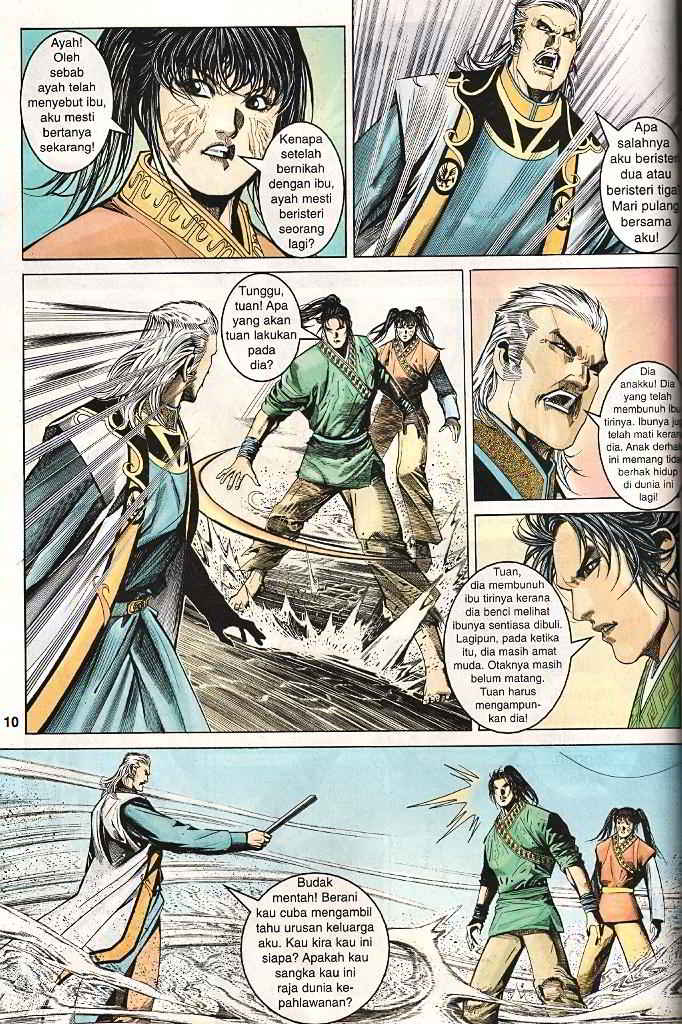 Ayah!
Oleh
sebab
ayah telah
menyebut ibu,
aku mesti
bertanya
sekarang!
Kenapa
setelah
bernikah
dengan ibu,
ayah mesti
beristeri
seorang
lagi?
Apa
salahnya
aku beristeri
dua atau
beristeri tiga?
Mari pulang
bersama
aku!
Tunggu,
tuan! Apa
yang akan
tuan lakukan
pada
dia?
Dia
anakku! Dia
yang telah
membunuh ibu
tirinya. Ibunya
telah mati
dia. Anak
ini memang
berhak hidup
di dunia ini
lagi!
Tuan,
dia membunuh
ibu tirinya kerana
dia benci melihat
ibunya sentiasa dibuli.
Lagipun, pada ketika
itu, dia masih amat
muda. Otaknya masih
belum matang.
Tuan harus
mengampun-
kan dia!
10
Budak
mentah! Berani
kau cuba mengambil
tahu urusan keluarga
aku. Kau kira kau ini
siapa? Apakah kau
sangka kau ini
raja dunia ke-
pahlawanan?